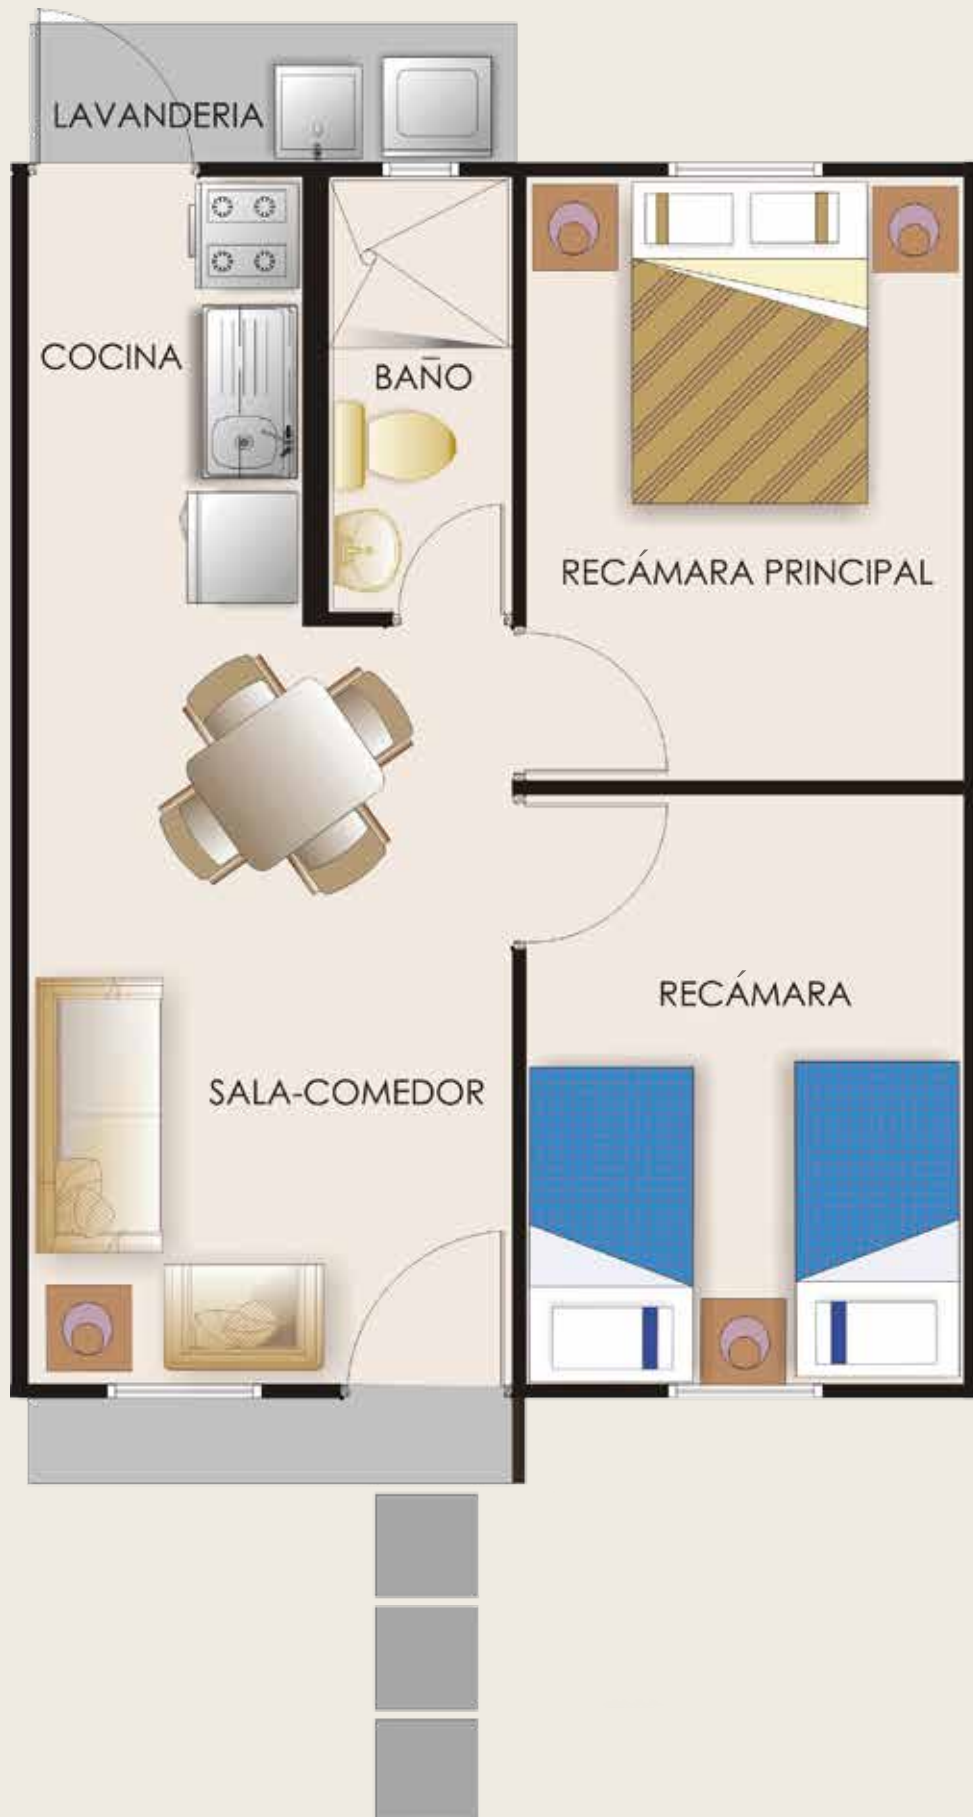 LAVANDERIA
COCINA
BAÑO
RECÁMARA PRINCIPAL
RECÁMARA
SALA-COMEDOR